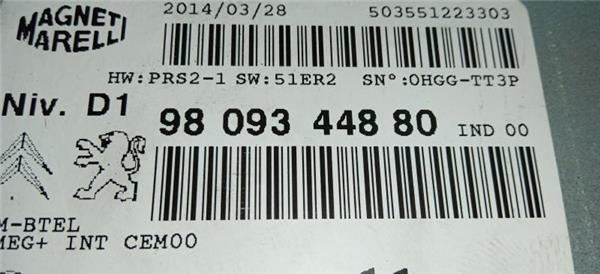 MAGNETI
MARELLI
2014/03/28
503551223303
HW:PRS2-1 SW:51ER2 SN°:0HGG-TT3P
Niv. D1
98 093 448 80 IND 00
M-BTEL
MEG+ INT CEM00